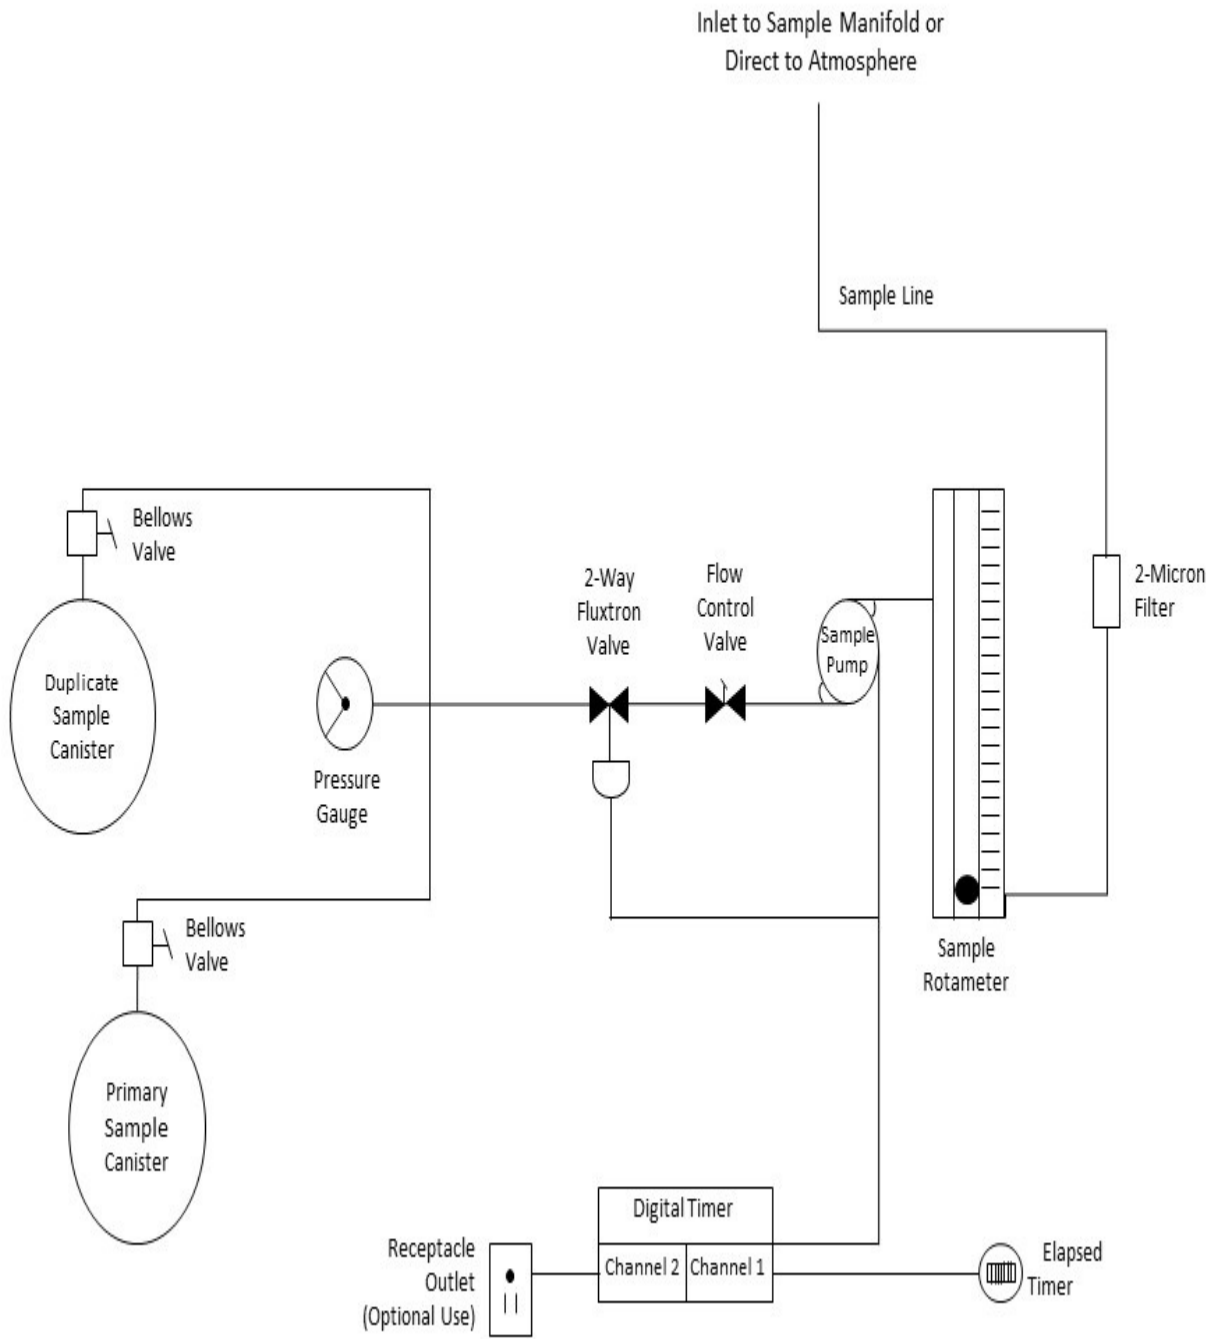 Inlet to Sample Manifold or
Direct to Atmosphere
Sample Line
Bellows
Valve
Duplicate
Sample
Canister
Pressure
Gauge
2-Way
Fluxtron
Valve
Flow
Control
Valve
Sample
Pump
2-Micron
Filter
Sample
Rotameter
Bellows
Valve
Primary
Sample
Canister
Digital Timer
Channel 2
Channel 1
Receptacle
Outlet
(Optional Use)
Elapsed
Timer